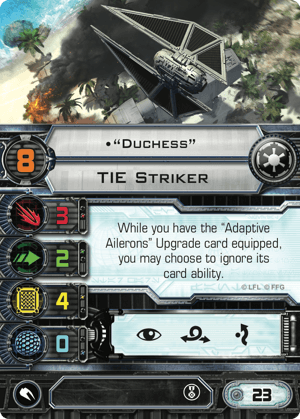 •“Duchess”
8
TIE Striker
3
While you have the “Adaptive
Ailerons” Upgrade card equipped,
you may choose to ignore its
card ability.
2
© LFL © FFG
4
0
23